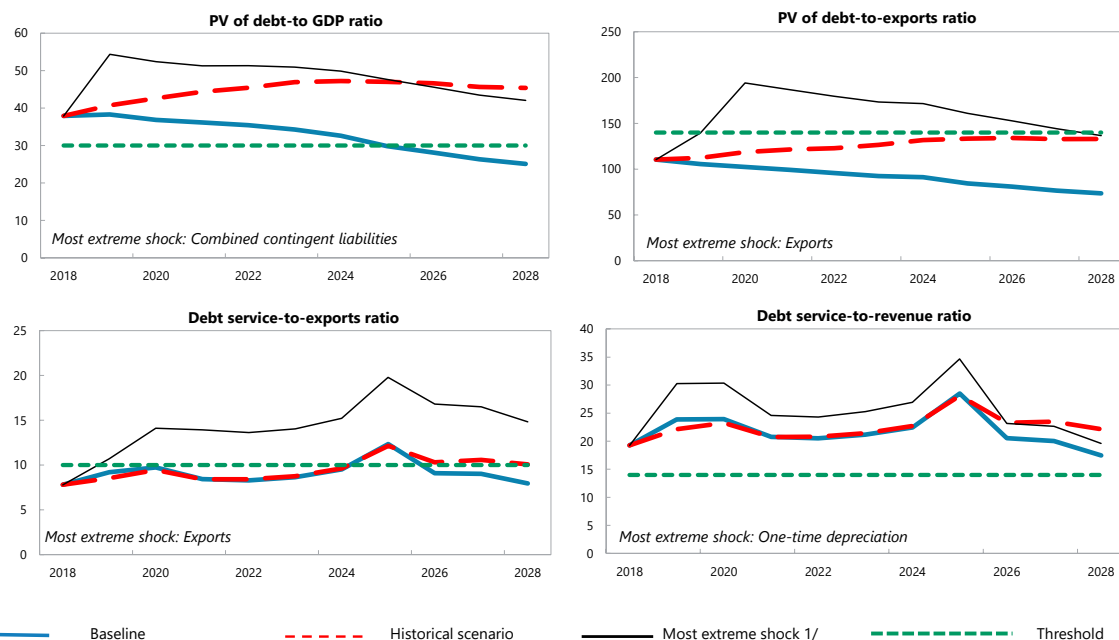 PV of debt-to GDP ratio
60
50
40
30
20
10
0
Most extreme shock: Combined contingent liabilities
2018 2020 2022 2024 2026 2028
PV of debt-to-exports ratio
250
200
150
100
50
0
Most extreme shock: Exports
2018 2020 2022 2024 2026 2028
Debt service-to-exports ratio
25
20
15
10
5
0
Most extreme shock: Exports
2018 2020 2022 2024 2026 2028
Debt service-to-revenue ratio
40
35
30
25
20
15
10
5
0
Most extreme shock: One-time depreciation
2018 2020 2022 2024 2026 2028
Baseline Historical scenario Most extreme shock 1/ Threshold